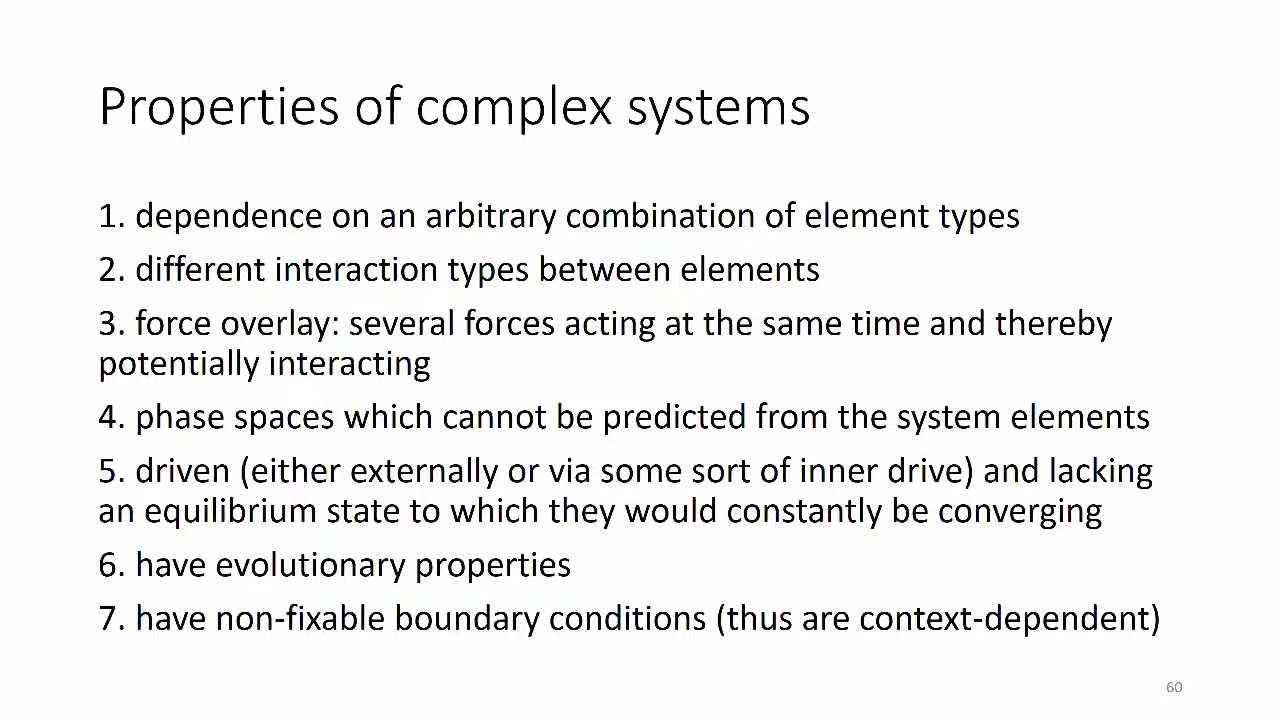 Properties of complex systems
1. dependence on an arbitrary combination of element types
2. different interaction types between elements
3. force overlay: several forces acting at the same time and thereby
potentially interacting
4. phase spaces which cannot be predicted from the system elements
5. driven (either externally or via some sort of inner drive) and lacking
an equilibrium state to which they would constantly be converging
6. have evolutionary properties
7. have non-fixable boundary conditions (thus are context-dependent)
60